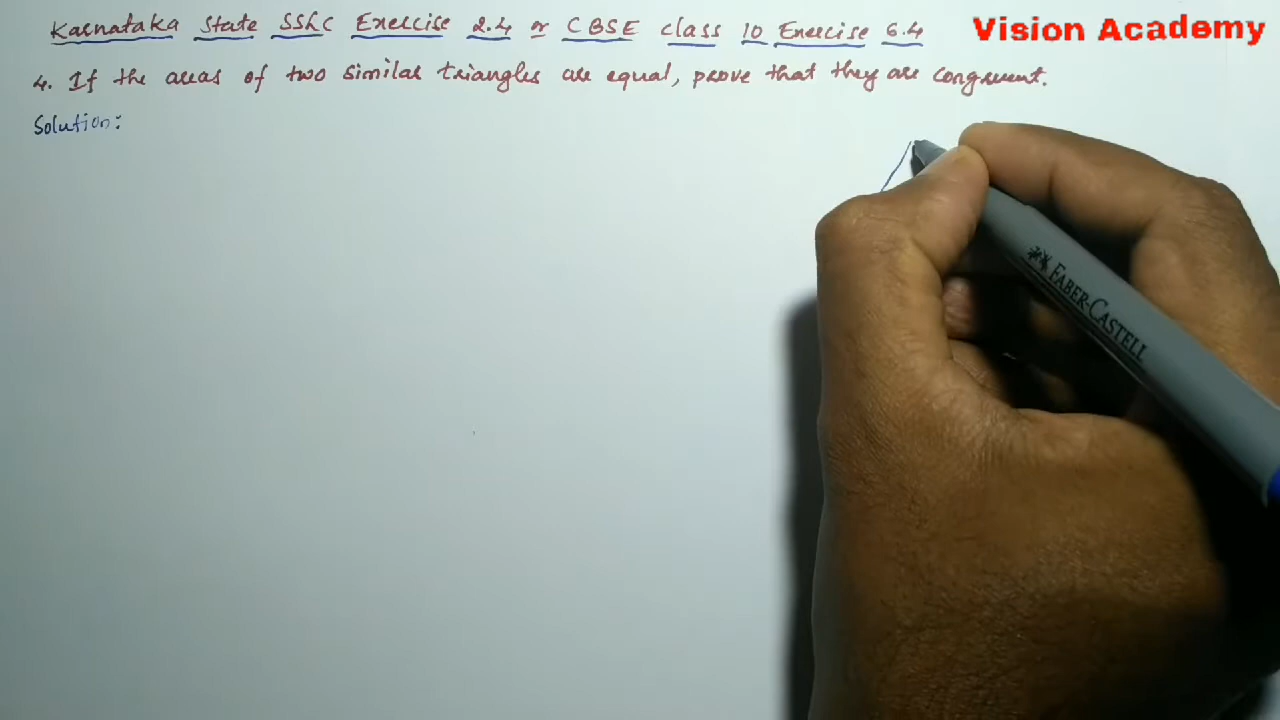 Karnataka State SSLC Exercise 2.4 or CBSE class 10 Exercise 6.4
Vision Academy
4. If the areas of two similar triangles are equal, prove that they are congruent.
Solution:
FABER-CASTELL